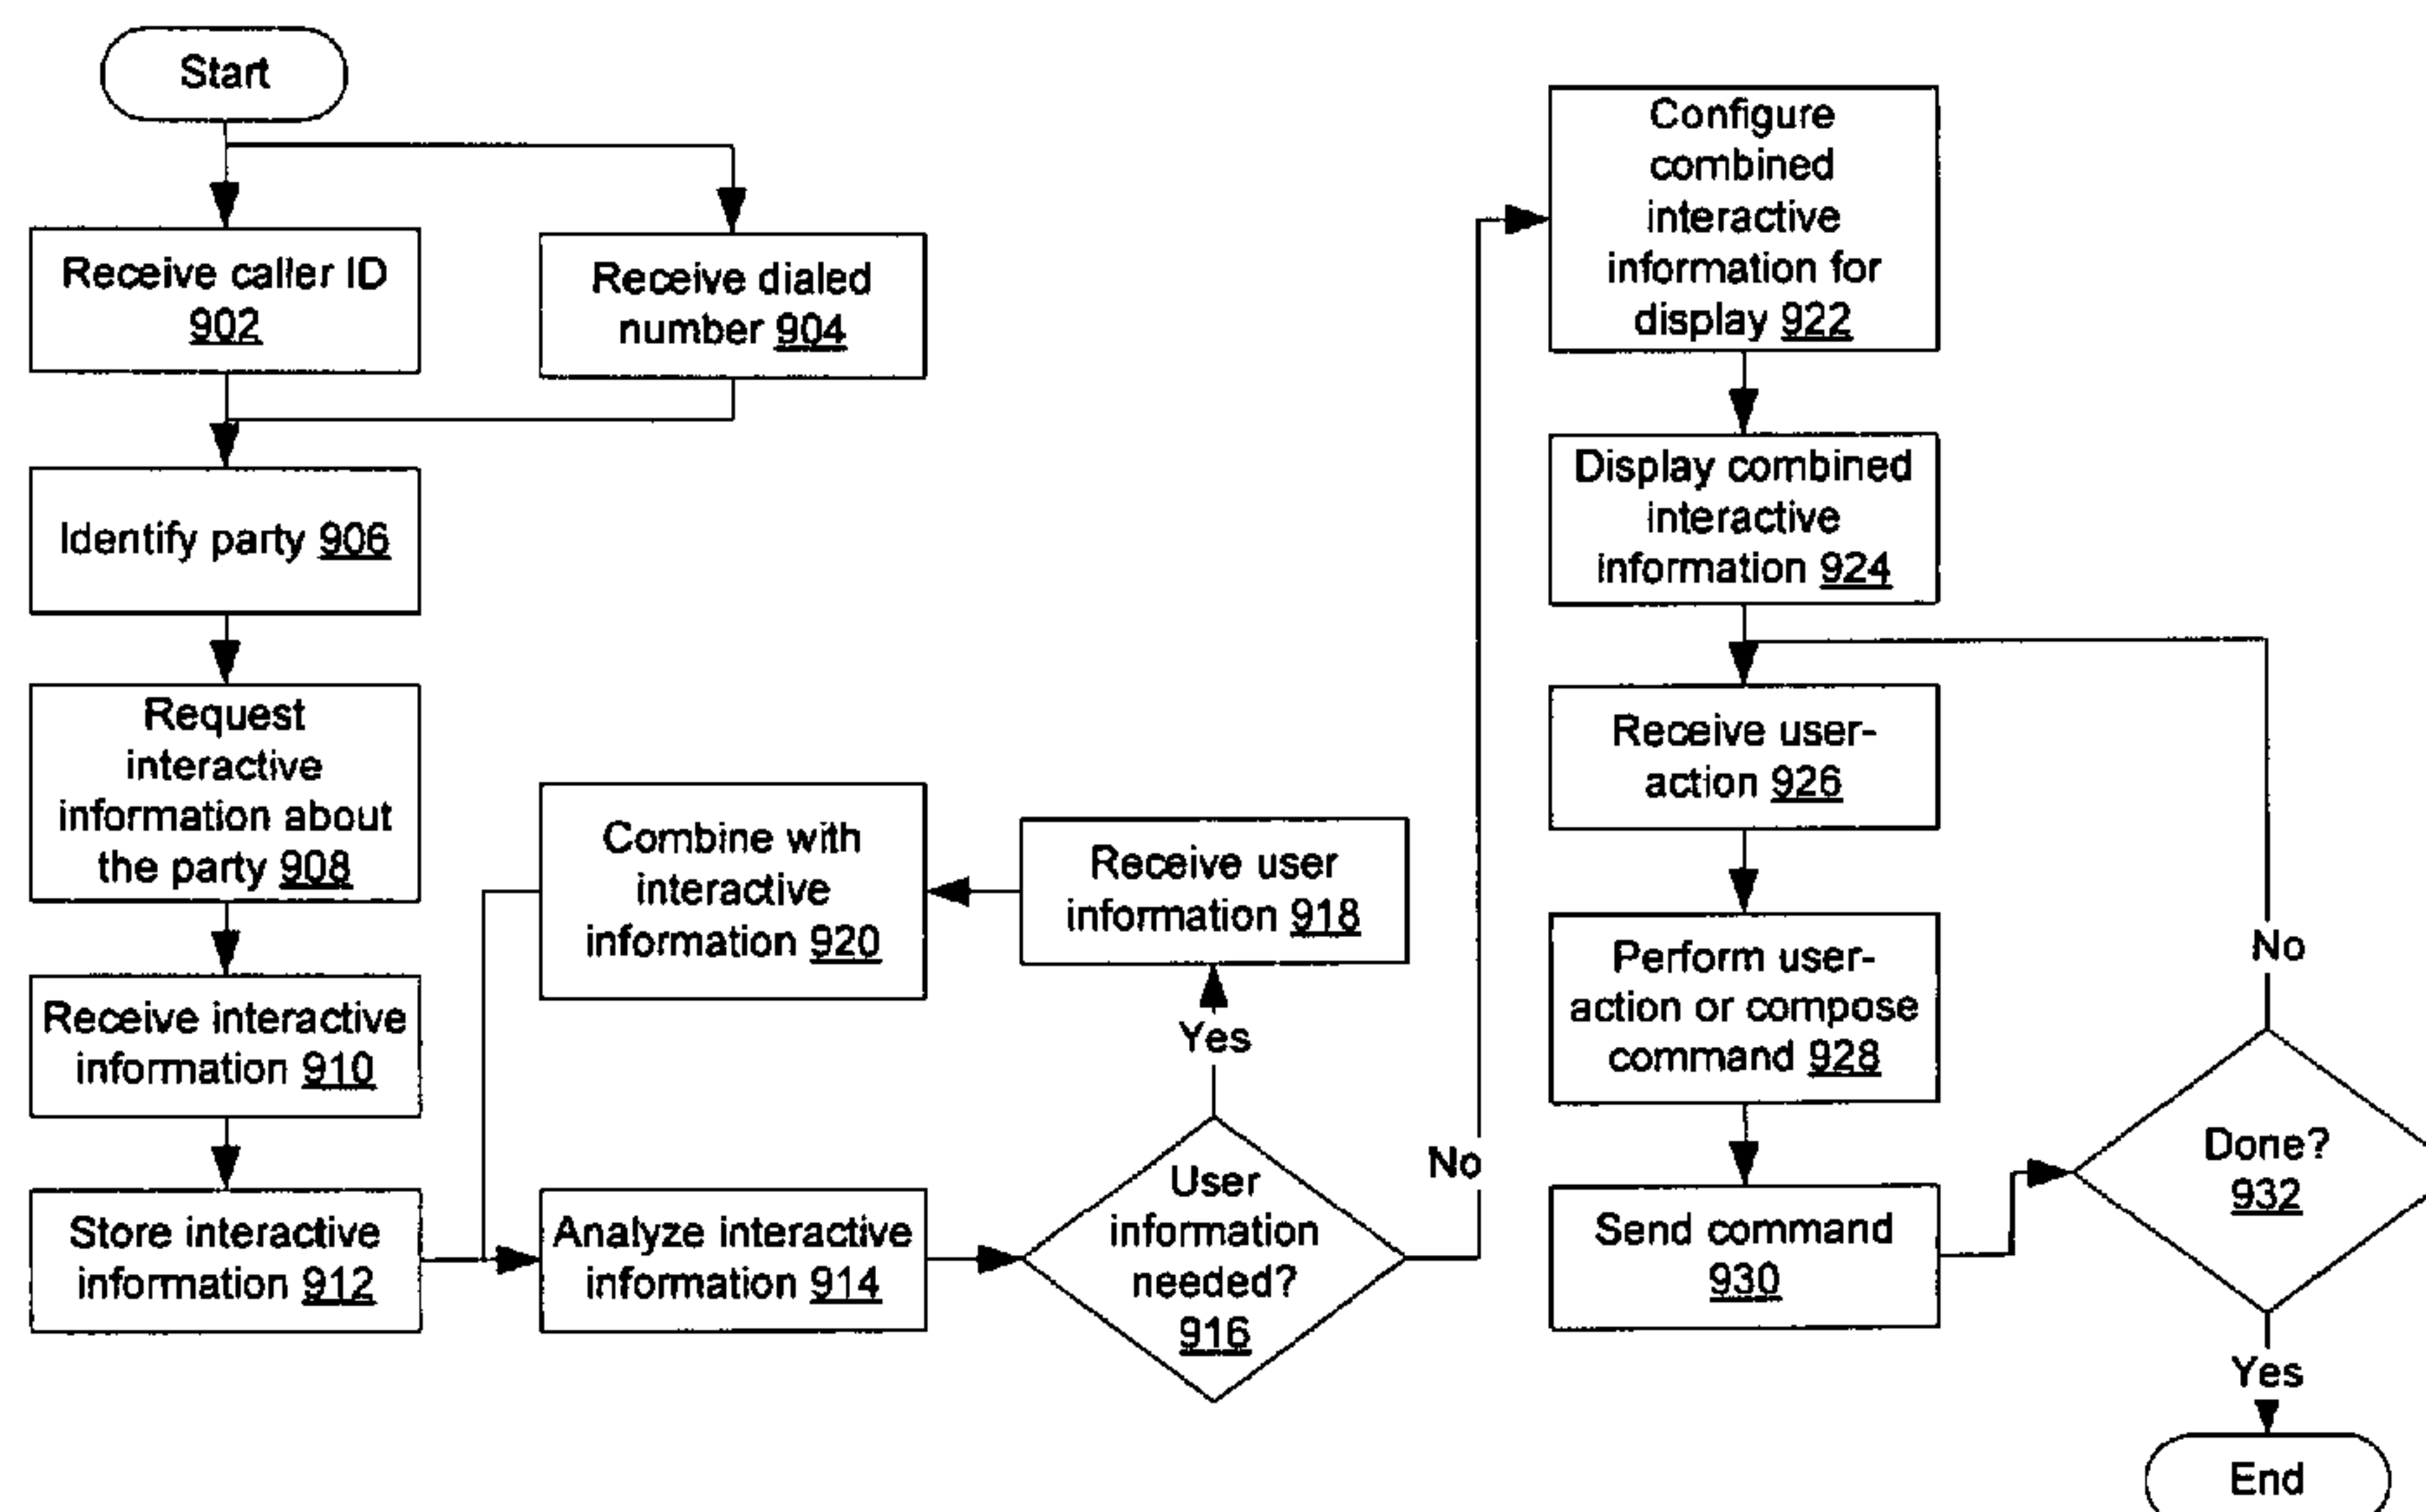 Start
Receive caller ID
902
Receive dialed
number 904
Identify party 906
Request
interactive
information about
the party 908
Receive interactive
information 910
Store interactive
information 912
Combine with
interactive
information 920
Receive user
information 918
Yes
Analyze interactive
information 914
User
information
needed?
916
No
Configure
combined
interactive
information for
display 922
Display combined
interactive
information 924
Receive user-
action 926
Perform user-
action or compose
command 928
Send command
930
No
Done?
932
Yes
End